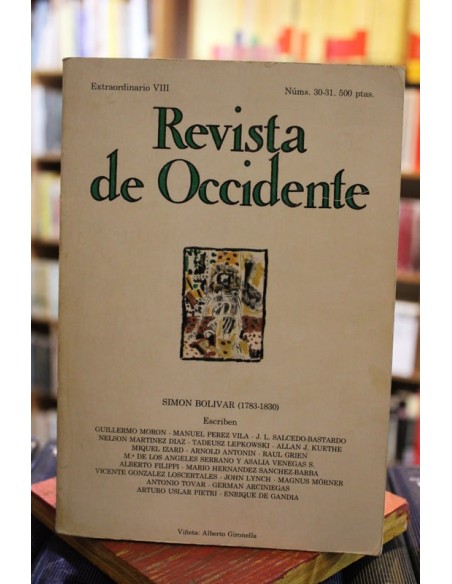 Extraordinario VIII
Núms. 30-31. 500 ptas.
Revista
de Occidente
SIMON BOLIVAR (1783-1830)
Escriben
GUILLERMO MORON - MANUEL PEREZ VILA - J. L. SALCEDO-BASTARDO
NELSON MARTINEZ DIAZ - TADEUSZ LEPKOWSKI - ALLAN J. KUETHE
MIQUEL IZARD - ARNOLD ANTONIN - RAUL GRIEN
M.ª DE LOS ANGELES SERRANO Y ASALIA VENEGAS S.
ALBERTO FILIPPI - MARIO HERNANDEZ SANCHEZ-BARBA
VICENTE GONZALEZ LOSCERTALES - JOHN LYNCH - MAGNUS MÖRNER
ANTONIO TOVAR - GERMAN ARCINIEGAS
ARTURO USLAR PIETRI - ENRIQUE DE GANDIA
Viñeta: Alberto Gironella